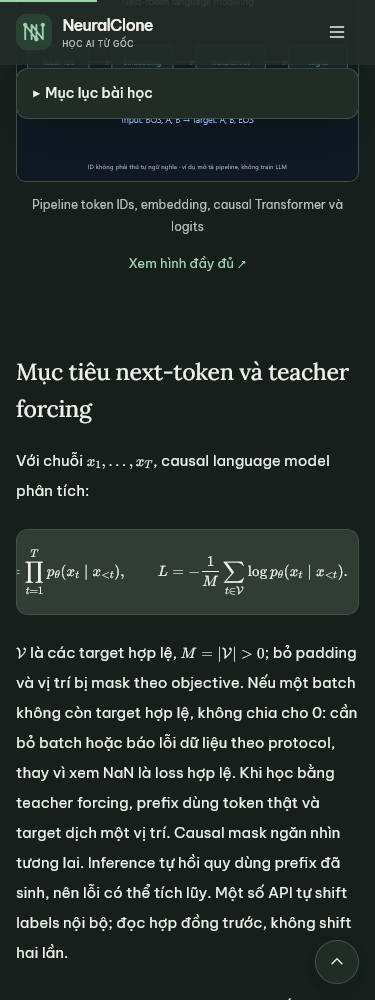 NeuralClone
HỌC AI TỪ GỐC
▸ Mục lục bài học
Input: BOS, A, B → Target: A, B, EOS
ID không phải thứ tự ngữ nghĩa · ví dụ mô tả pipeline, không train LLM
Pipeline token IDs, embedding, causal Transformer và
logits
Xem hình đầy đủ ↗
Mục tiêu next-token và teacher
forcing
Với chuỗi x₁, . . . , x_T, causal language model
phân tích:
= ∏_{t=1}^{T} p_θ(x_t | x_{<t}), L = −1/M ∑_{t∈𝒱} log p_θ(x_t | x_{<t}).
𝒱 là các target hợp lệ, M = |𝒱| > 0; bỏ padding
và vị trí bị mask theo objective. Nếu một batch
không còn target hợp lệ, không chia cho 0: cần
bỏ batch hoặc báo lỗi dữ liệu theo protocol,
thay vì xem NaN là loss hợp lệ. Khi học bằng
teacher forcing, prefix dùng token thật và
target dịch một vị trí. Causal mask ngăn nhìn
tương lai. Inference tự hồi quy dùng prefix đã
sinh, nên lỗi có thể tích lũy. Một số API tự shift
labels nội bộ; đọc hợp đồng trước, không shift
hai lần.